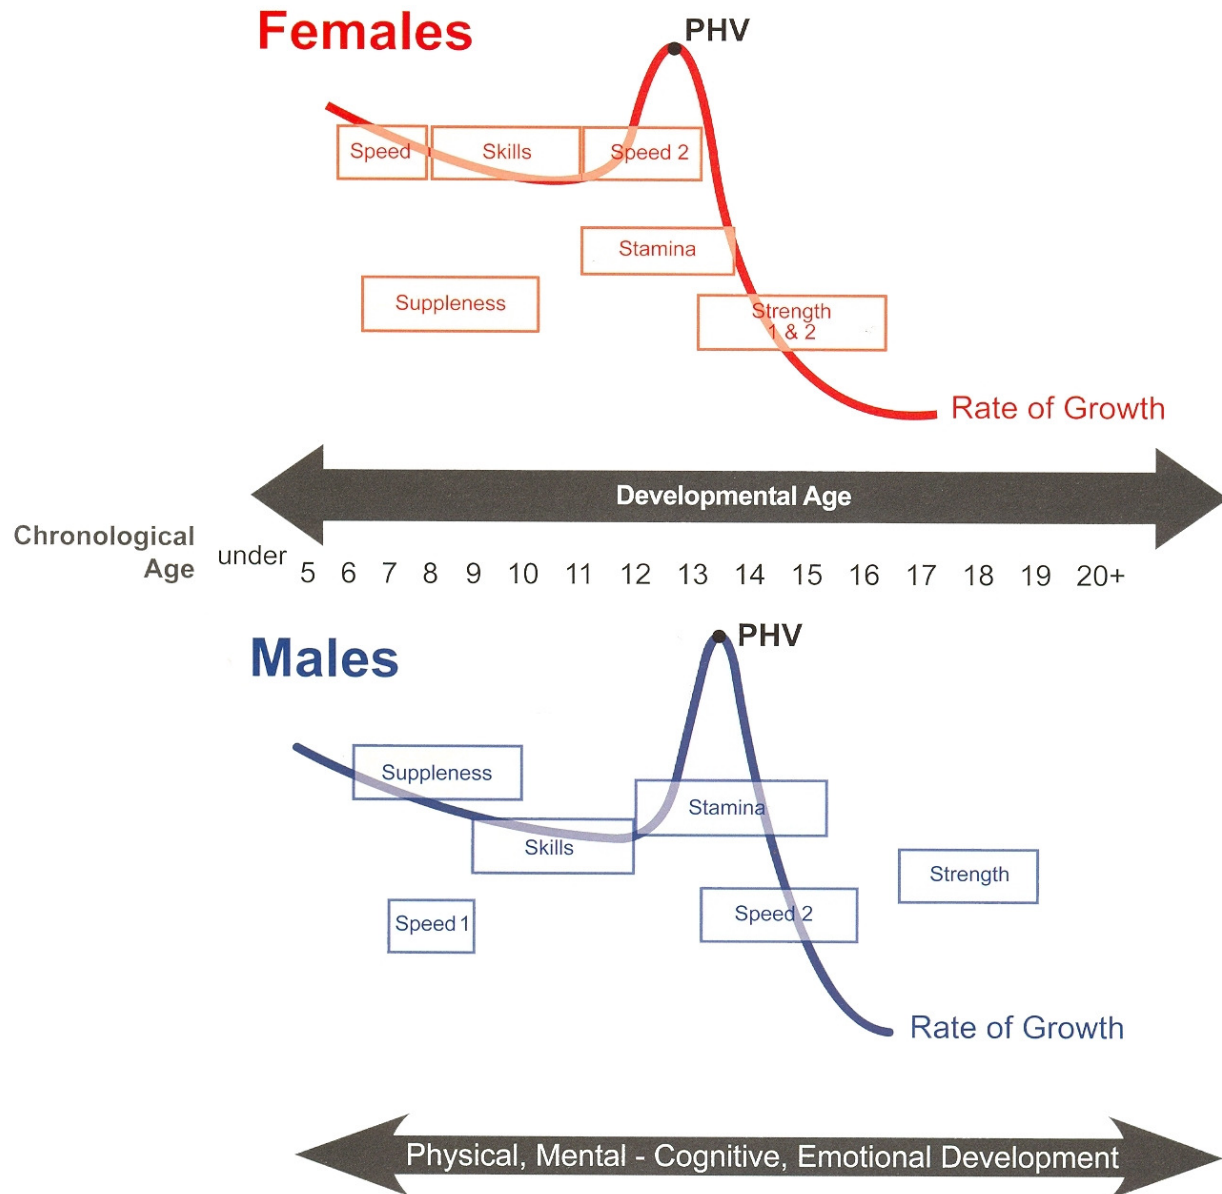 Females
PHV
Speed
Skills
Speed 2
Stamina
Suppleness
Strength
1 & 2
Rate of Growth
Developmental Age
Chronological
Age
under 5 6 7 8 9 10 11 12 13 14 15 16 17 18 19 20+
Males
PHV
Suppleness
Stamina
Skills
Strength
Speed 1
Speed 2
Rate of Growth
Physical, Mental - Cognitive, Emotional Development